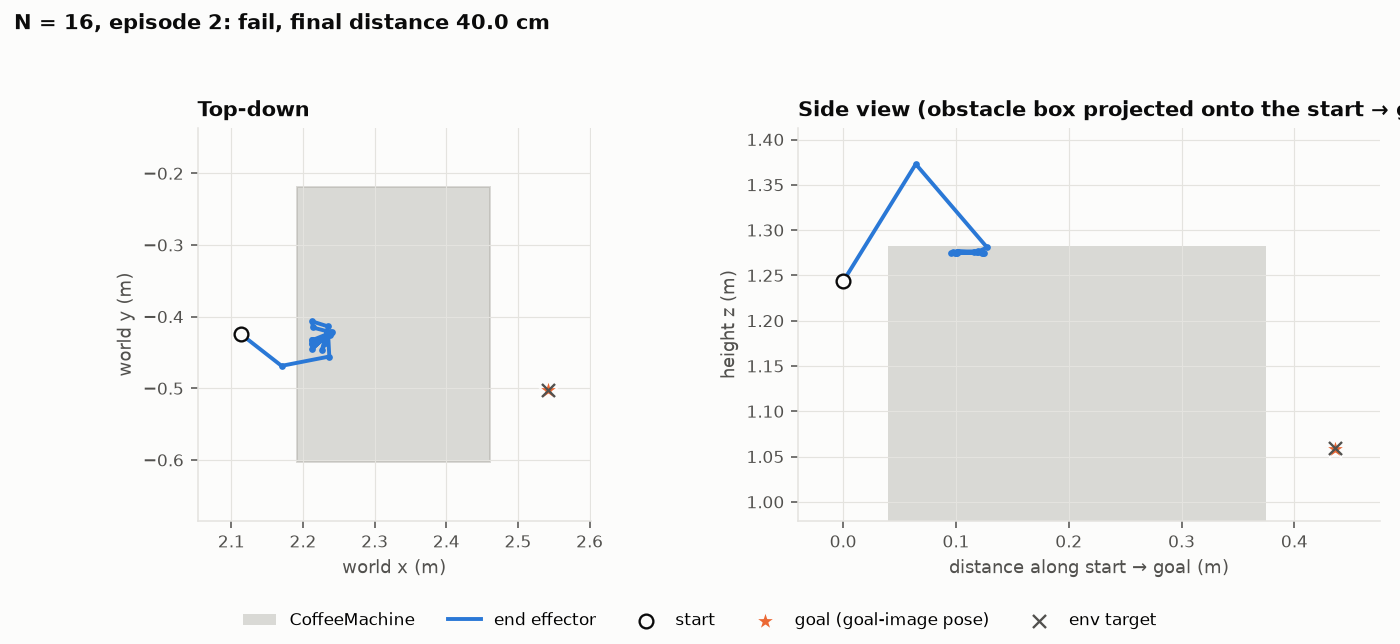 N = 16, episode 2: fail, final distance 40.0 cm
Top-down
−0.2
−0.3
−0.4
−0.5
−0.6
world y (m)
2.1 2.2 2.3 2.4 2.5 2.6
world x (m)
Side view (obstacle box projected onto the start →
1.40
1.35
1.30
1.25
1.20
1.15
1.10
1.05
1.00
height z (m)
0.0 0.1 0.2 0.3 0.4
distance along start → goal (m)
CoffeeMachine end effector start goal (goal-image pose) env target